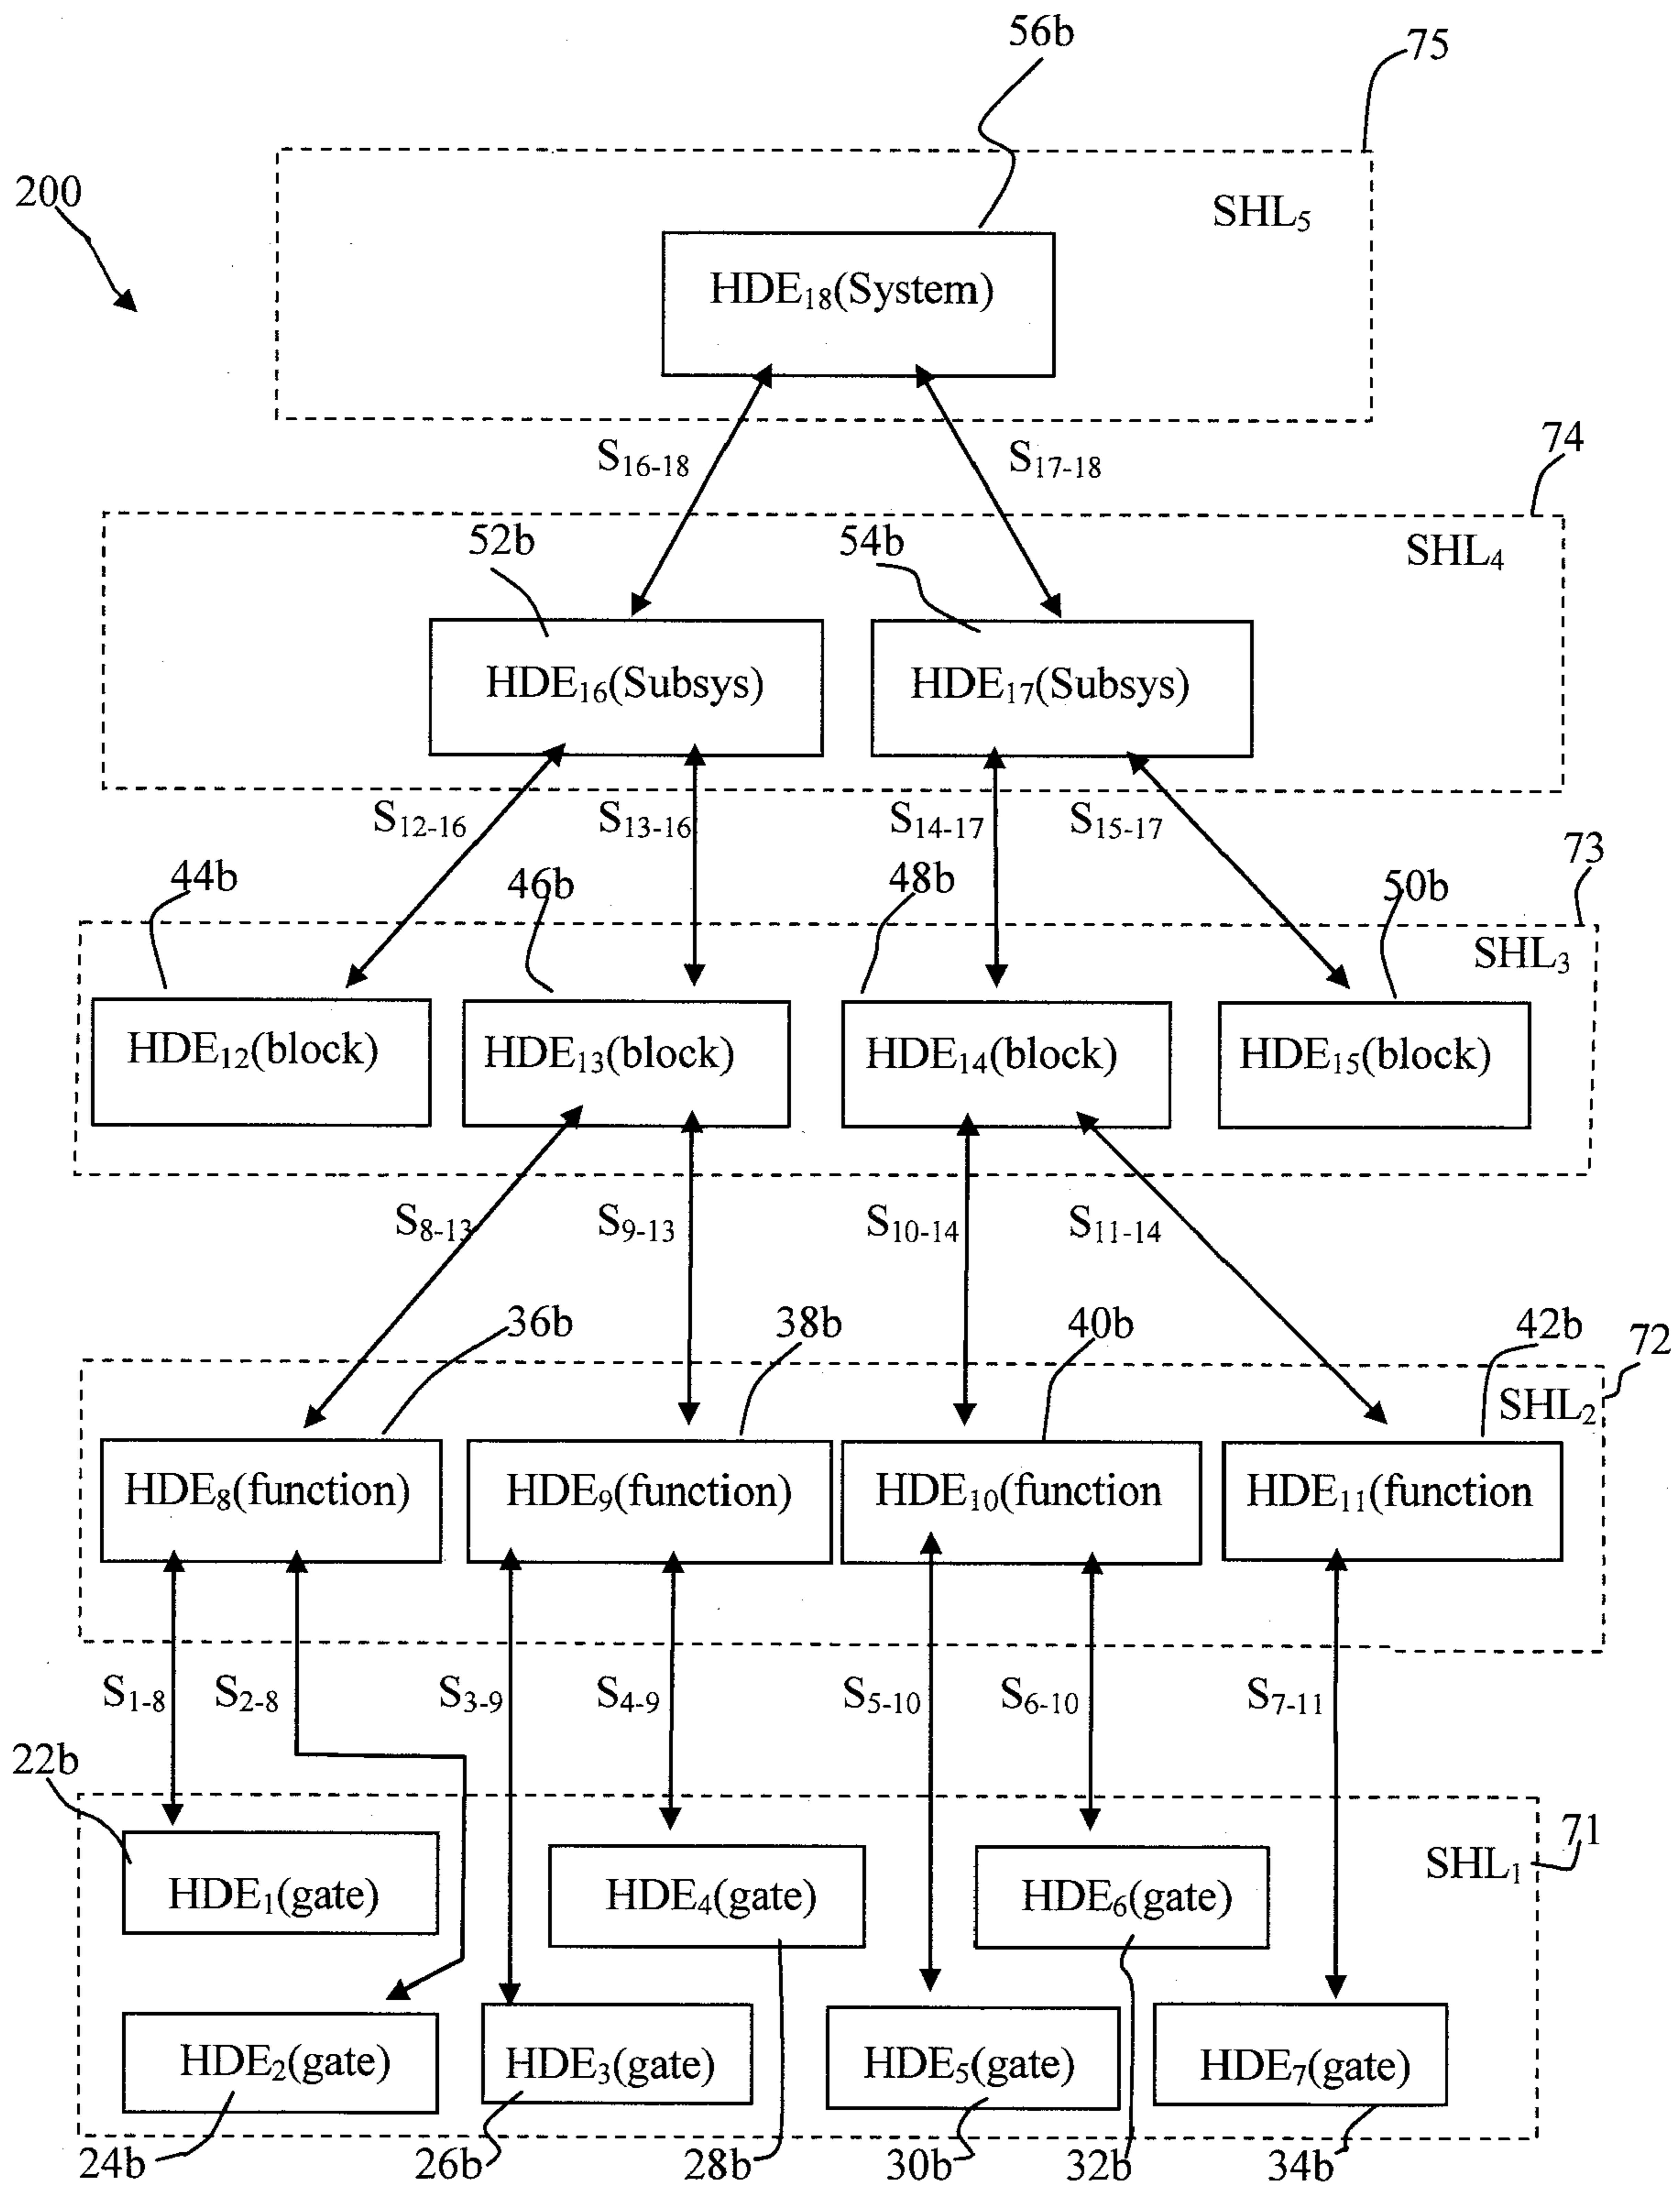 56b
75
200
SHL₅
HDE₁₈(System)
S₁₆₋₁₈
S₁₇₋₁₈
74
52b
54b
SHL₄
HDE₁₆(Subsys)
HDE₁₇(Subsys)
S₁₂₋₁₆
S₁₃₋₁₆
S₁₄₋₁₇
S₁₅₋₁₇
73
44b
46b
48b
50b
SHL₃
HDE₁₂(block)
HDE₁₃(block)
HDE₁₄(block)
HDE₁₅(block)
S₈₋₁₃
S₉₋₁₃
S₁₀₋₁₄
S₁₁₋₁₄
36b
38b
40b
42b
72
SHL₂
HDE₈(function)
HDE₉(function)
HDE₁₀(function
HDE₁₁(function
S₁₋₈
S₂₋₈
S₃₋₉
S₄₋₉
S₅₋₁₀
S₆₋₁₀
S₇₋₁₁
22b
71
SHL₁
HDE₁(gate)
HDE₄(gate)
HDE₆(gate)
HDE₂(gate)
HDE₃(gate)
HDE₅(gate)
HDE₇(gate)
24b
26b
28b
30b
32b
34b